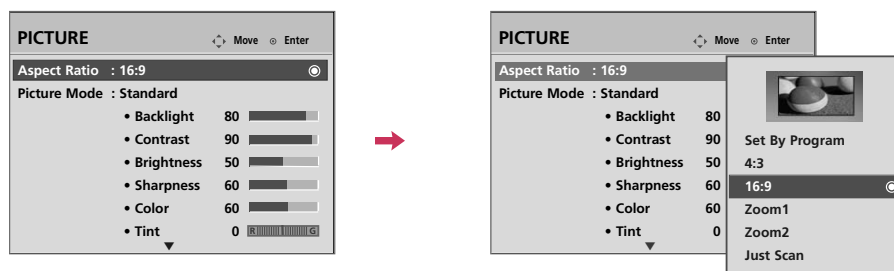 PICTURE Move Enter
Aspect Ratio : 16:9
Picture Mode : Standard
• Backlight 80
• Contrast 90
• Brightness 50
• Sharpness 60
• Color 60
• Tint 0 R G
PICTURE Move Enter
Aspect Ratio : 16:9
Picture Mode : Standard
• Backlight 80
• Contrast 90
• Brightness 50
• Sharpness 60
• Color 60
• Tint 0
Set By Program
4:3
16:9
Zoom1
Zoom2
Just Scan